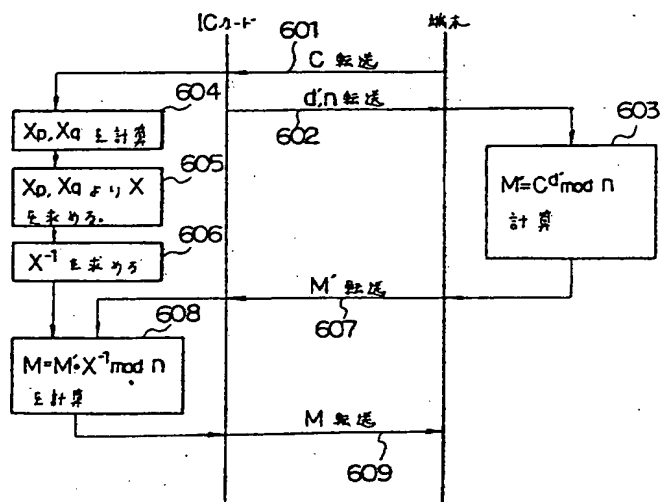 ICカード
端末
601
C 転送
604
Xp, Xq を計算
d',n 転送
602
603
M'=C^d' mod n
計算
605
Xp, Xq より X
を求める。
606
X⁻¹ を求める
M' 転送
607
608
M=M'・X⁻¹ mod n
を計算
M 転送
609